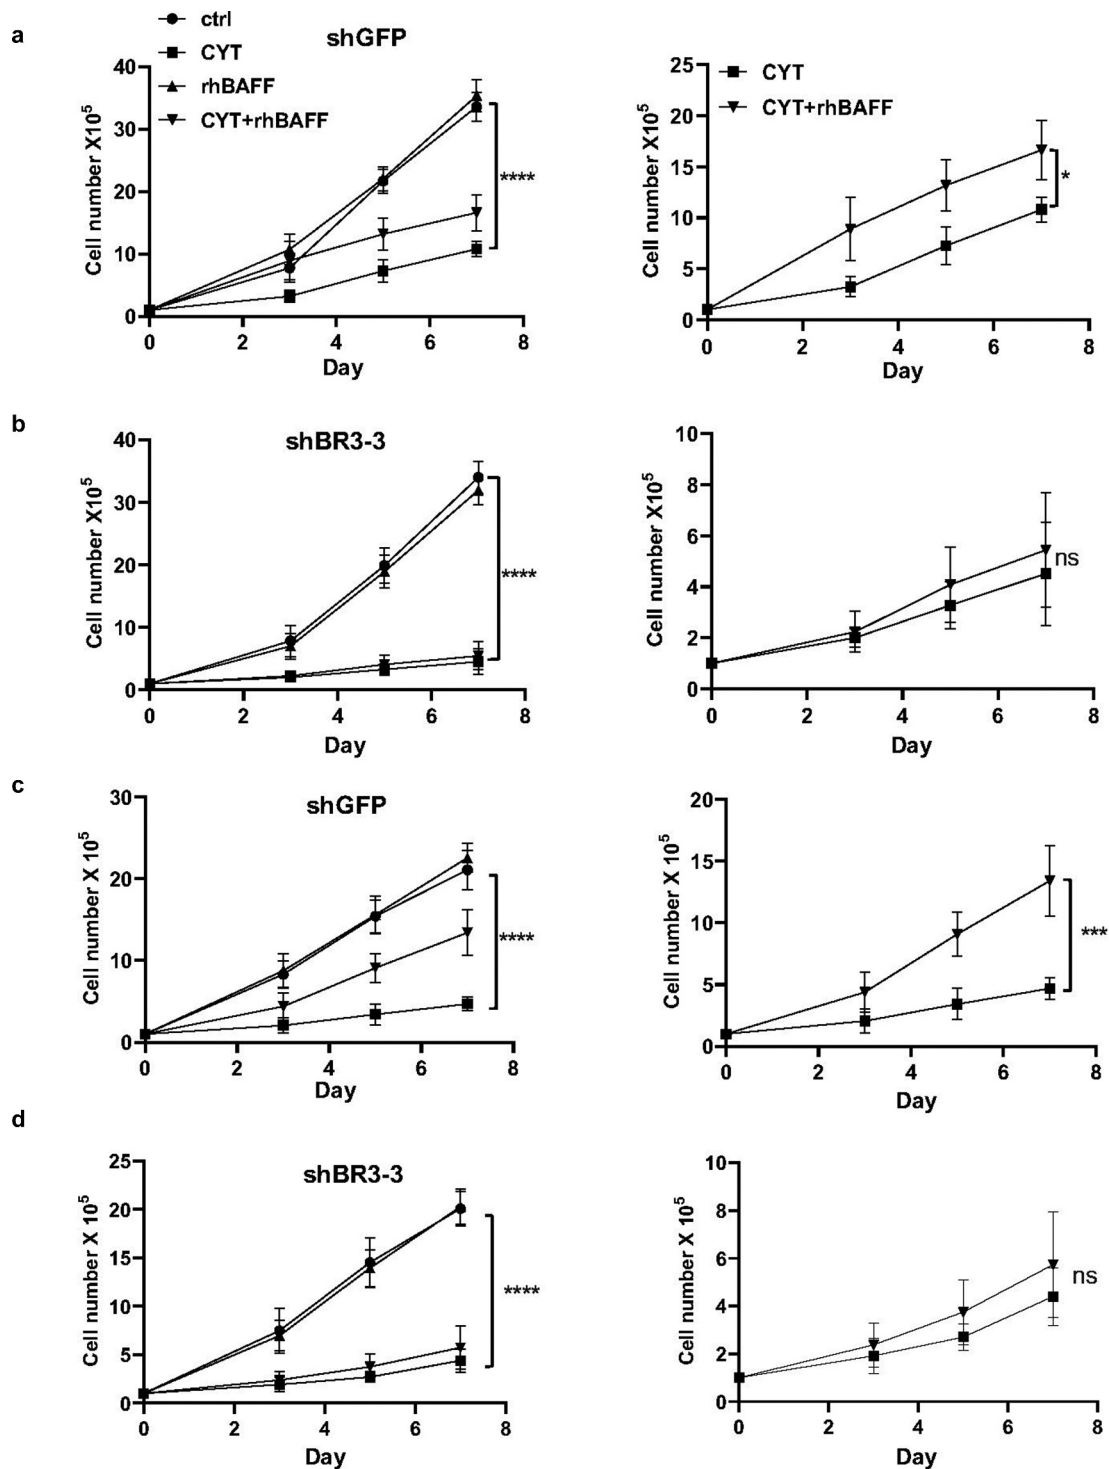 a
ctrl
CYT
rhBAFF
CYT+rhBAFF
shGFP
Cell number X10⁵
40
30
20
10
0
0 2 4 6 8
Day
****
CYT
CYT+rhBAFF
Cell number X10⁵
25
20
15
10
5
0
0 2 4 6 8
Day
*
b
shBR3-3
Cell number X10⁵
40
30
20
10
0
0 2 4 6 8
Day
****
Cell number X10⁵
10
8
6
4
2
0
0 2 4 6 8
Day
ns
c
shGFP
Cell number X 10⁵
30
20
10
0
0 2 4 6 8
Day
****
Cell number X 10⁵
20
15
10
5
0
0 2 4 6 8
Day
***
d
shBR3-3
Cell number X 10⁵
25
20
15
10
5
0
0 2 4 6 8
Day
****
Cell number X 10⁵
10
8
6
4
2
0
0 2 4 6 8
Day
ns